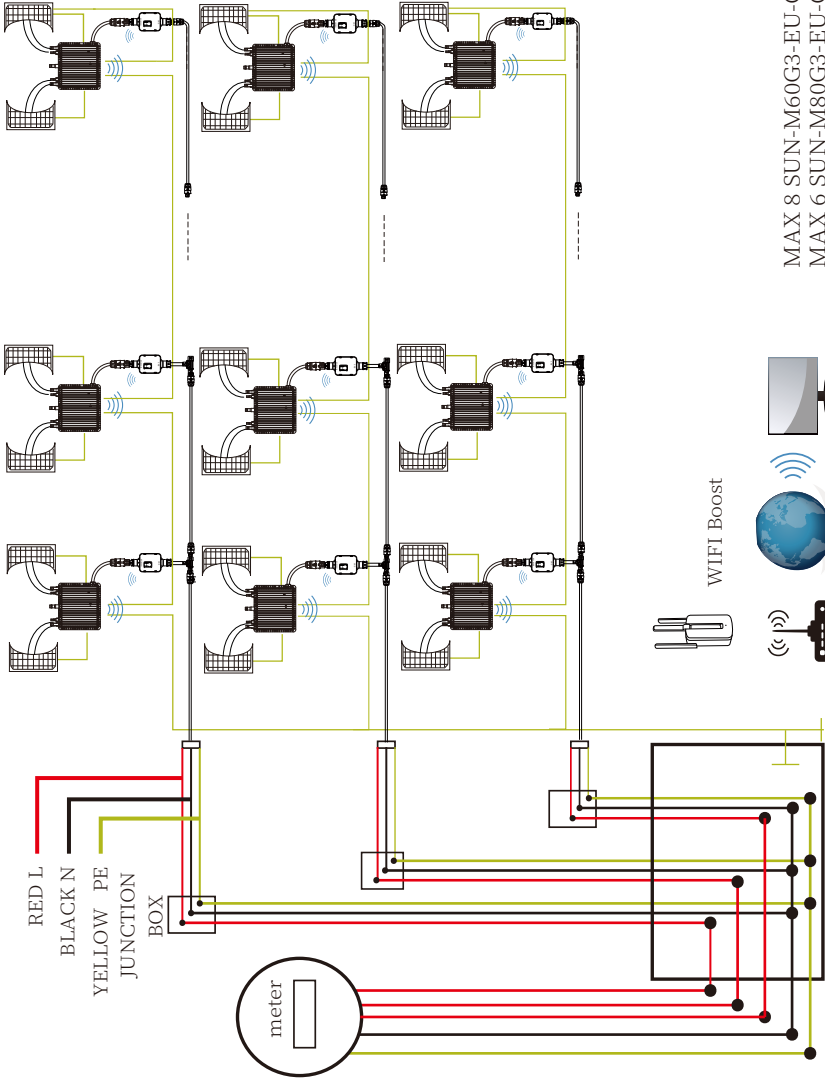 RED L
BLACK N
YELLOW PE
JUNCTION
BOX
meter
WIFI Boost
MAX 8 SUN-M60G3-EU-
MAX 6 SUN-M80G3-EU-